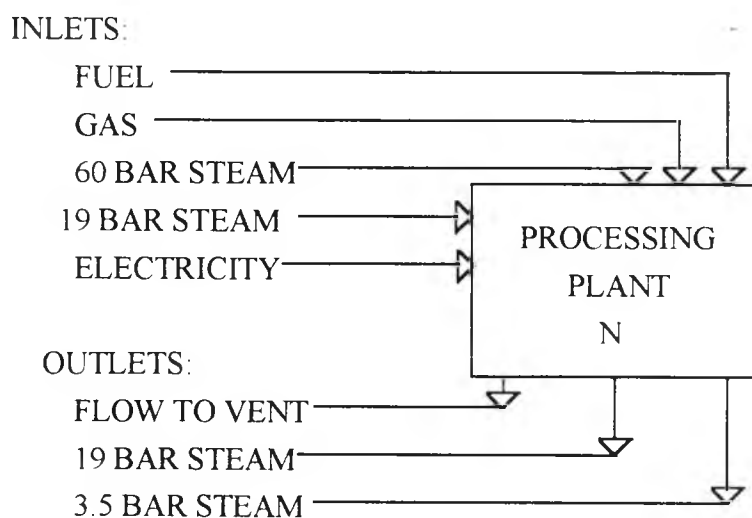 INLETS:
FUEL
GAS
60 BAR STEAM
19 BAR STEAM
ELECTRICITY
PROCESSING
PLANT
N
OUTLETS:
FLOW TO VENT
19 BAR STEAM
3.5 BAR STEAM